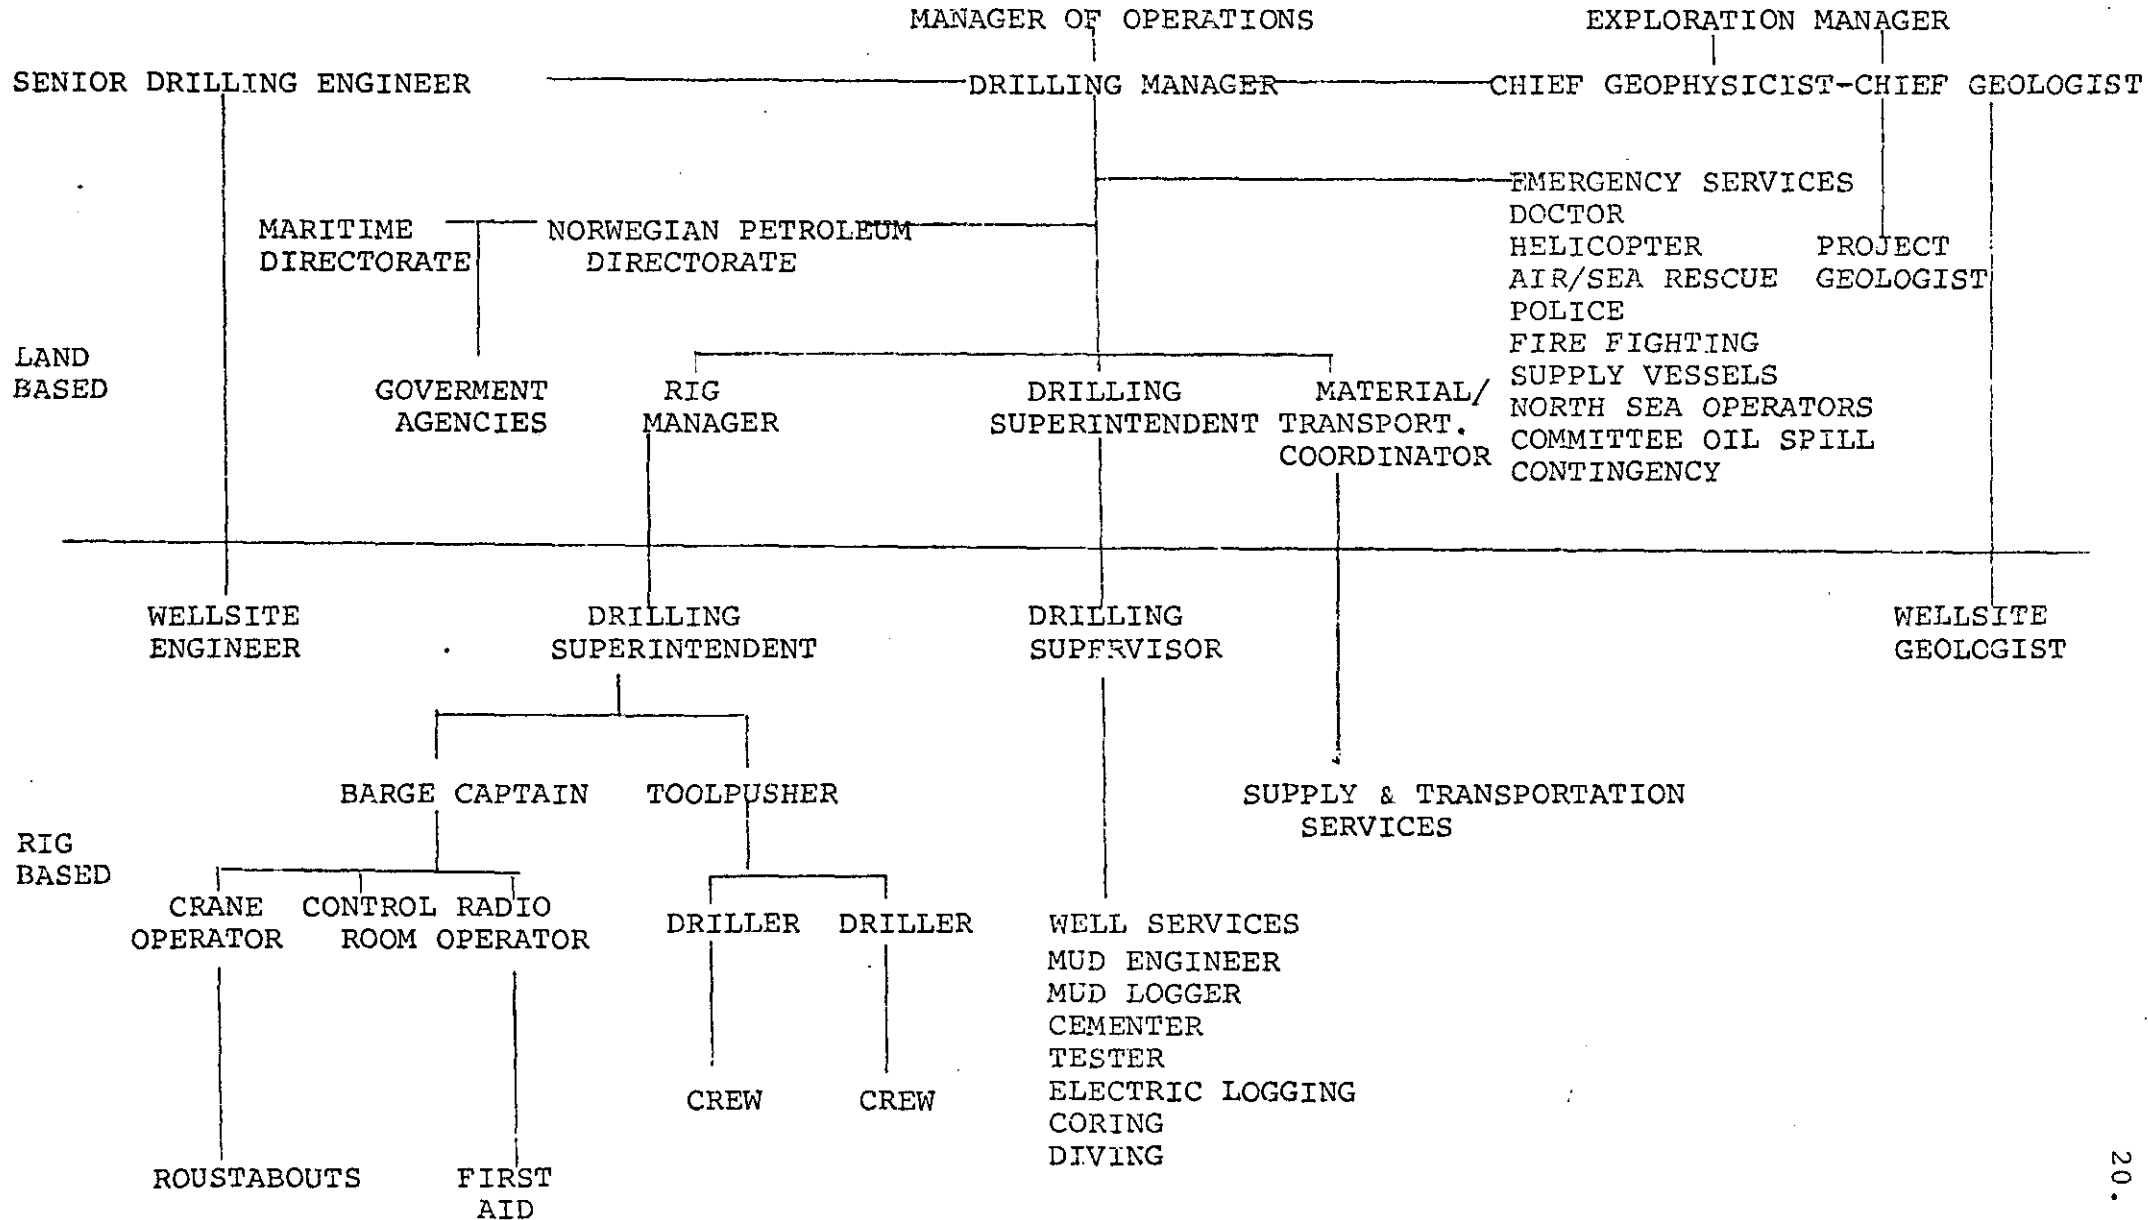 MANAGER OF OPERATIONS
EXPLORATION MANAGER
SENIOR DRILLING ENGINEER
DRILLING MANAGER
CHIEF GEOPHYSICIST-CHIEF GEOLOGIST
MARITIME
DIRECTORATE
NORWEGIAN PETROLEUM
DIRECTORATE
EMERGENCY SERVICES
DOCTOR
HELICOPTER
AIR/SEA RESCUE
POLICE
FIRE FIGHTING
SUPPLY VESSELS
NORTH SEA OPERATORS
COMMITTEE OIL SPILL
CONTINGENCY
PROJECT
GEOLOGIST
LAND
BASED
GOVERMENT
AGENCIES
RIG
MANAGER
DRILLING
SUPERINTENDENT
MATERIAL/
TRANSPORT.
COORDINATOR
WELLSITE
ENGINEER
DRILLING
SUPERINTENDENT
DRILLING
SUPERVISOR
WELLSITE
GEOLOGIST
BARGE CAPTAIN
TOOLPUSHER
SUPPLY & TRANSPORTATION
SERVICES
RIG
BASED
CRANE
OPERATOR
CONTROL
ROOM
RADIO
OPERATOR
DRILLER
DRILLER
WELL SERVICES
MUD ENGINEER
MUD LOGGER
CEMENTER
TESTER
ELECTRIC LOGGING
CORING
DIVING
CREW
CREW
ROUSTABOUTS
FIRST
AID
20.